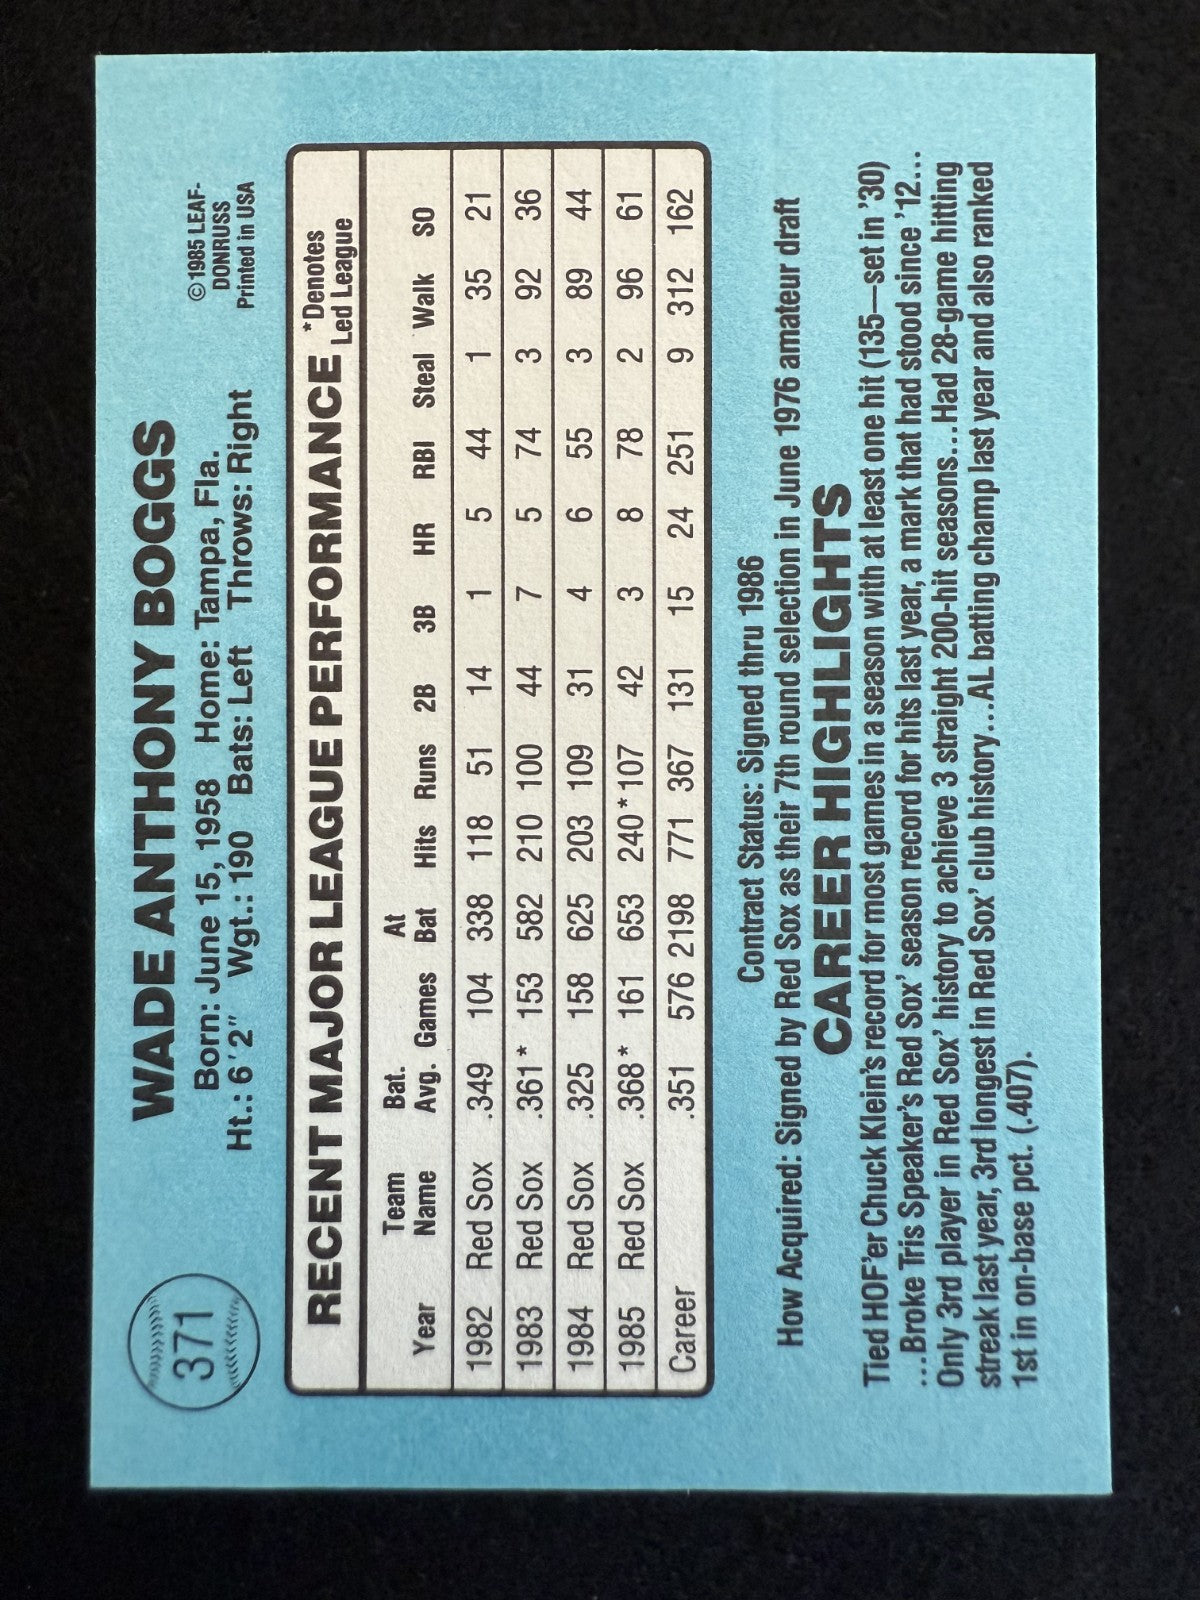 371
WADE ANTHONY BOGGS
Born: June 15, 1958 Home: Tampa, Fla.
Ht.: 6'2" Wgt.: 190 Bats: Left Throws: Right
© 1985 LEAF-
DONRUSS
Printed in USA
RECENT MAJOR LEAGUE PERFORMANCE
*Denotes
Led League
Team Bat. At
Year Name Avg. Games Bat Hits Runs 2B 3B HR RBI Steal Walk SO
1982 Red Sox .349 104 338 118 51 14 1 5 44 1 35 21
1983 Red Sox .361* 153 582 210 100 44 7 5 74 3 92 36
1984 Red Sox .325 158 625 203 109 31 4 6 55 3 89 44
1985 Red Sox .368* 161 653 240* 107 42 3 8 78 2 96 61
Career .351 576 2198 771 367 131 15 24 251 9 312 162
Contract Status: Signed thru 1986
How Acquired: Signed by Red Sox as their 7th round selection in June 1976 amateur draft
CAREER HIGHLIGHTS
Tied HOF'er Chuck Klein's record for most games in a season with at least one hit (135—set in '30)
...Broke Tris Speaker's Red Sox' season record for hits last year, a mark that had stood since '12...
Only 3rd player in Red Sox' history to achieve 3 straight 200-hit seasons...Had 28-game hitting
streak last year, 3rd longest in Red Sox' club history...AL batting champ last year and also ranked
1st in on-base pct. (.407).